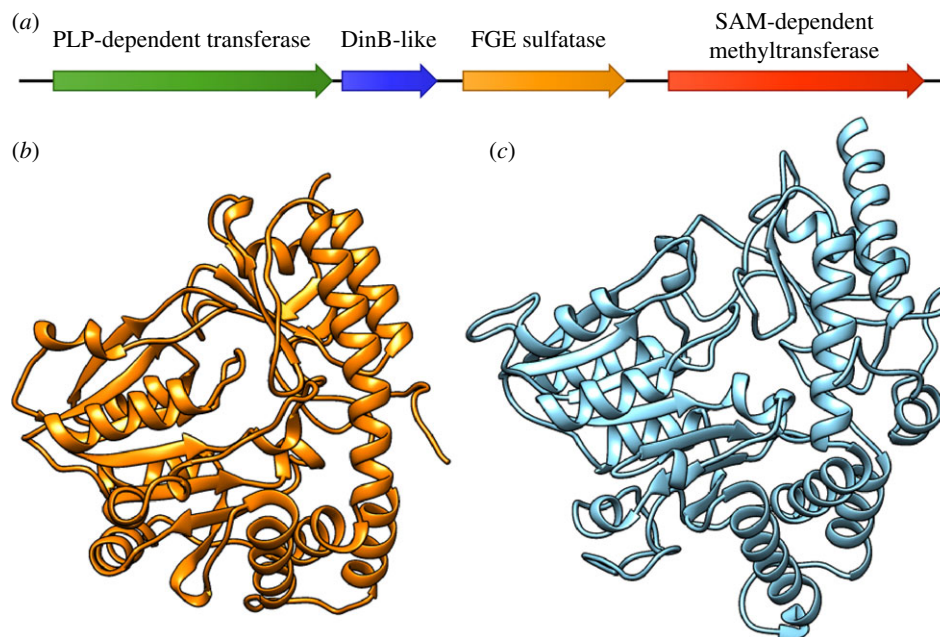 (a)
PLP-dependent transferase DinB-like FGE sulfatase SAM-dependent
methyltransferase
(b) (c)